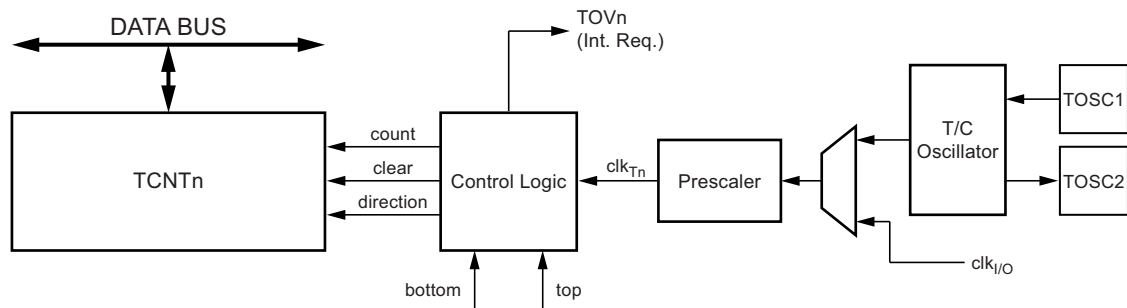 DATA BUS
TOVn
(Int. Req.)
TCNTn
count
clear
direction
Control Logic
clkTn
Prescaler
T/C
Oscillator
TOSC1
TOSC2
clkI/O
bottom
top